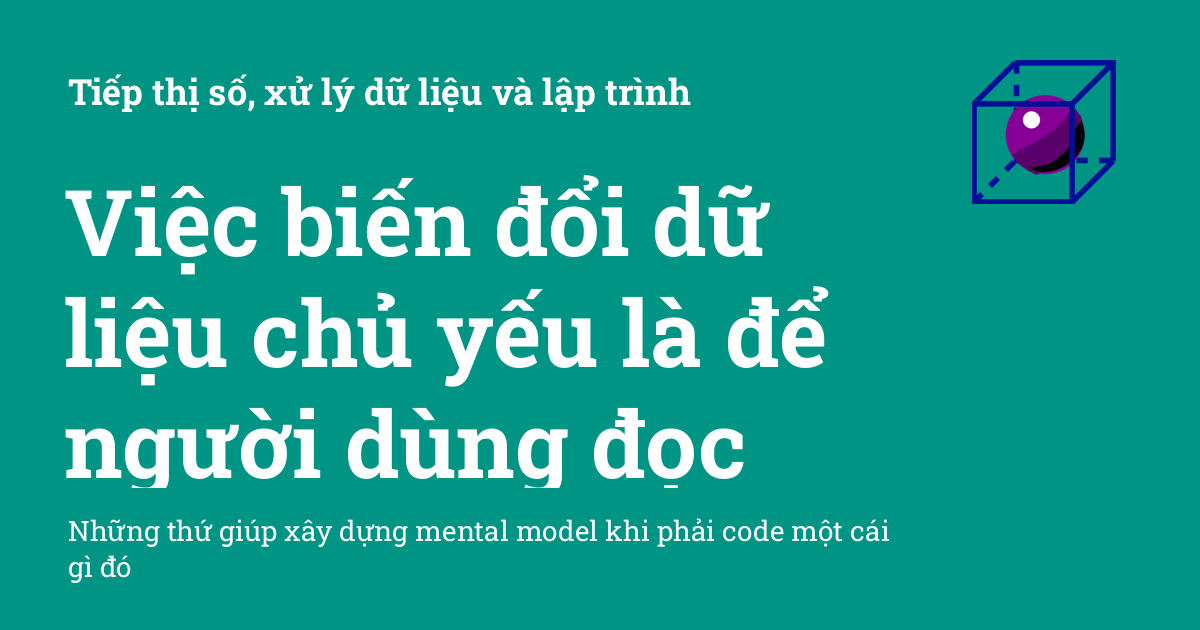 Tiếp thị số, xử lý dữ liệu và lập trình
Việc biến đổi dữ
liệu chủ yếu là để
người dùng đọc
Những thứ giúp xây dựng mental model khi phải code một cái
gì đó